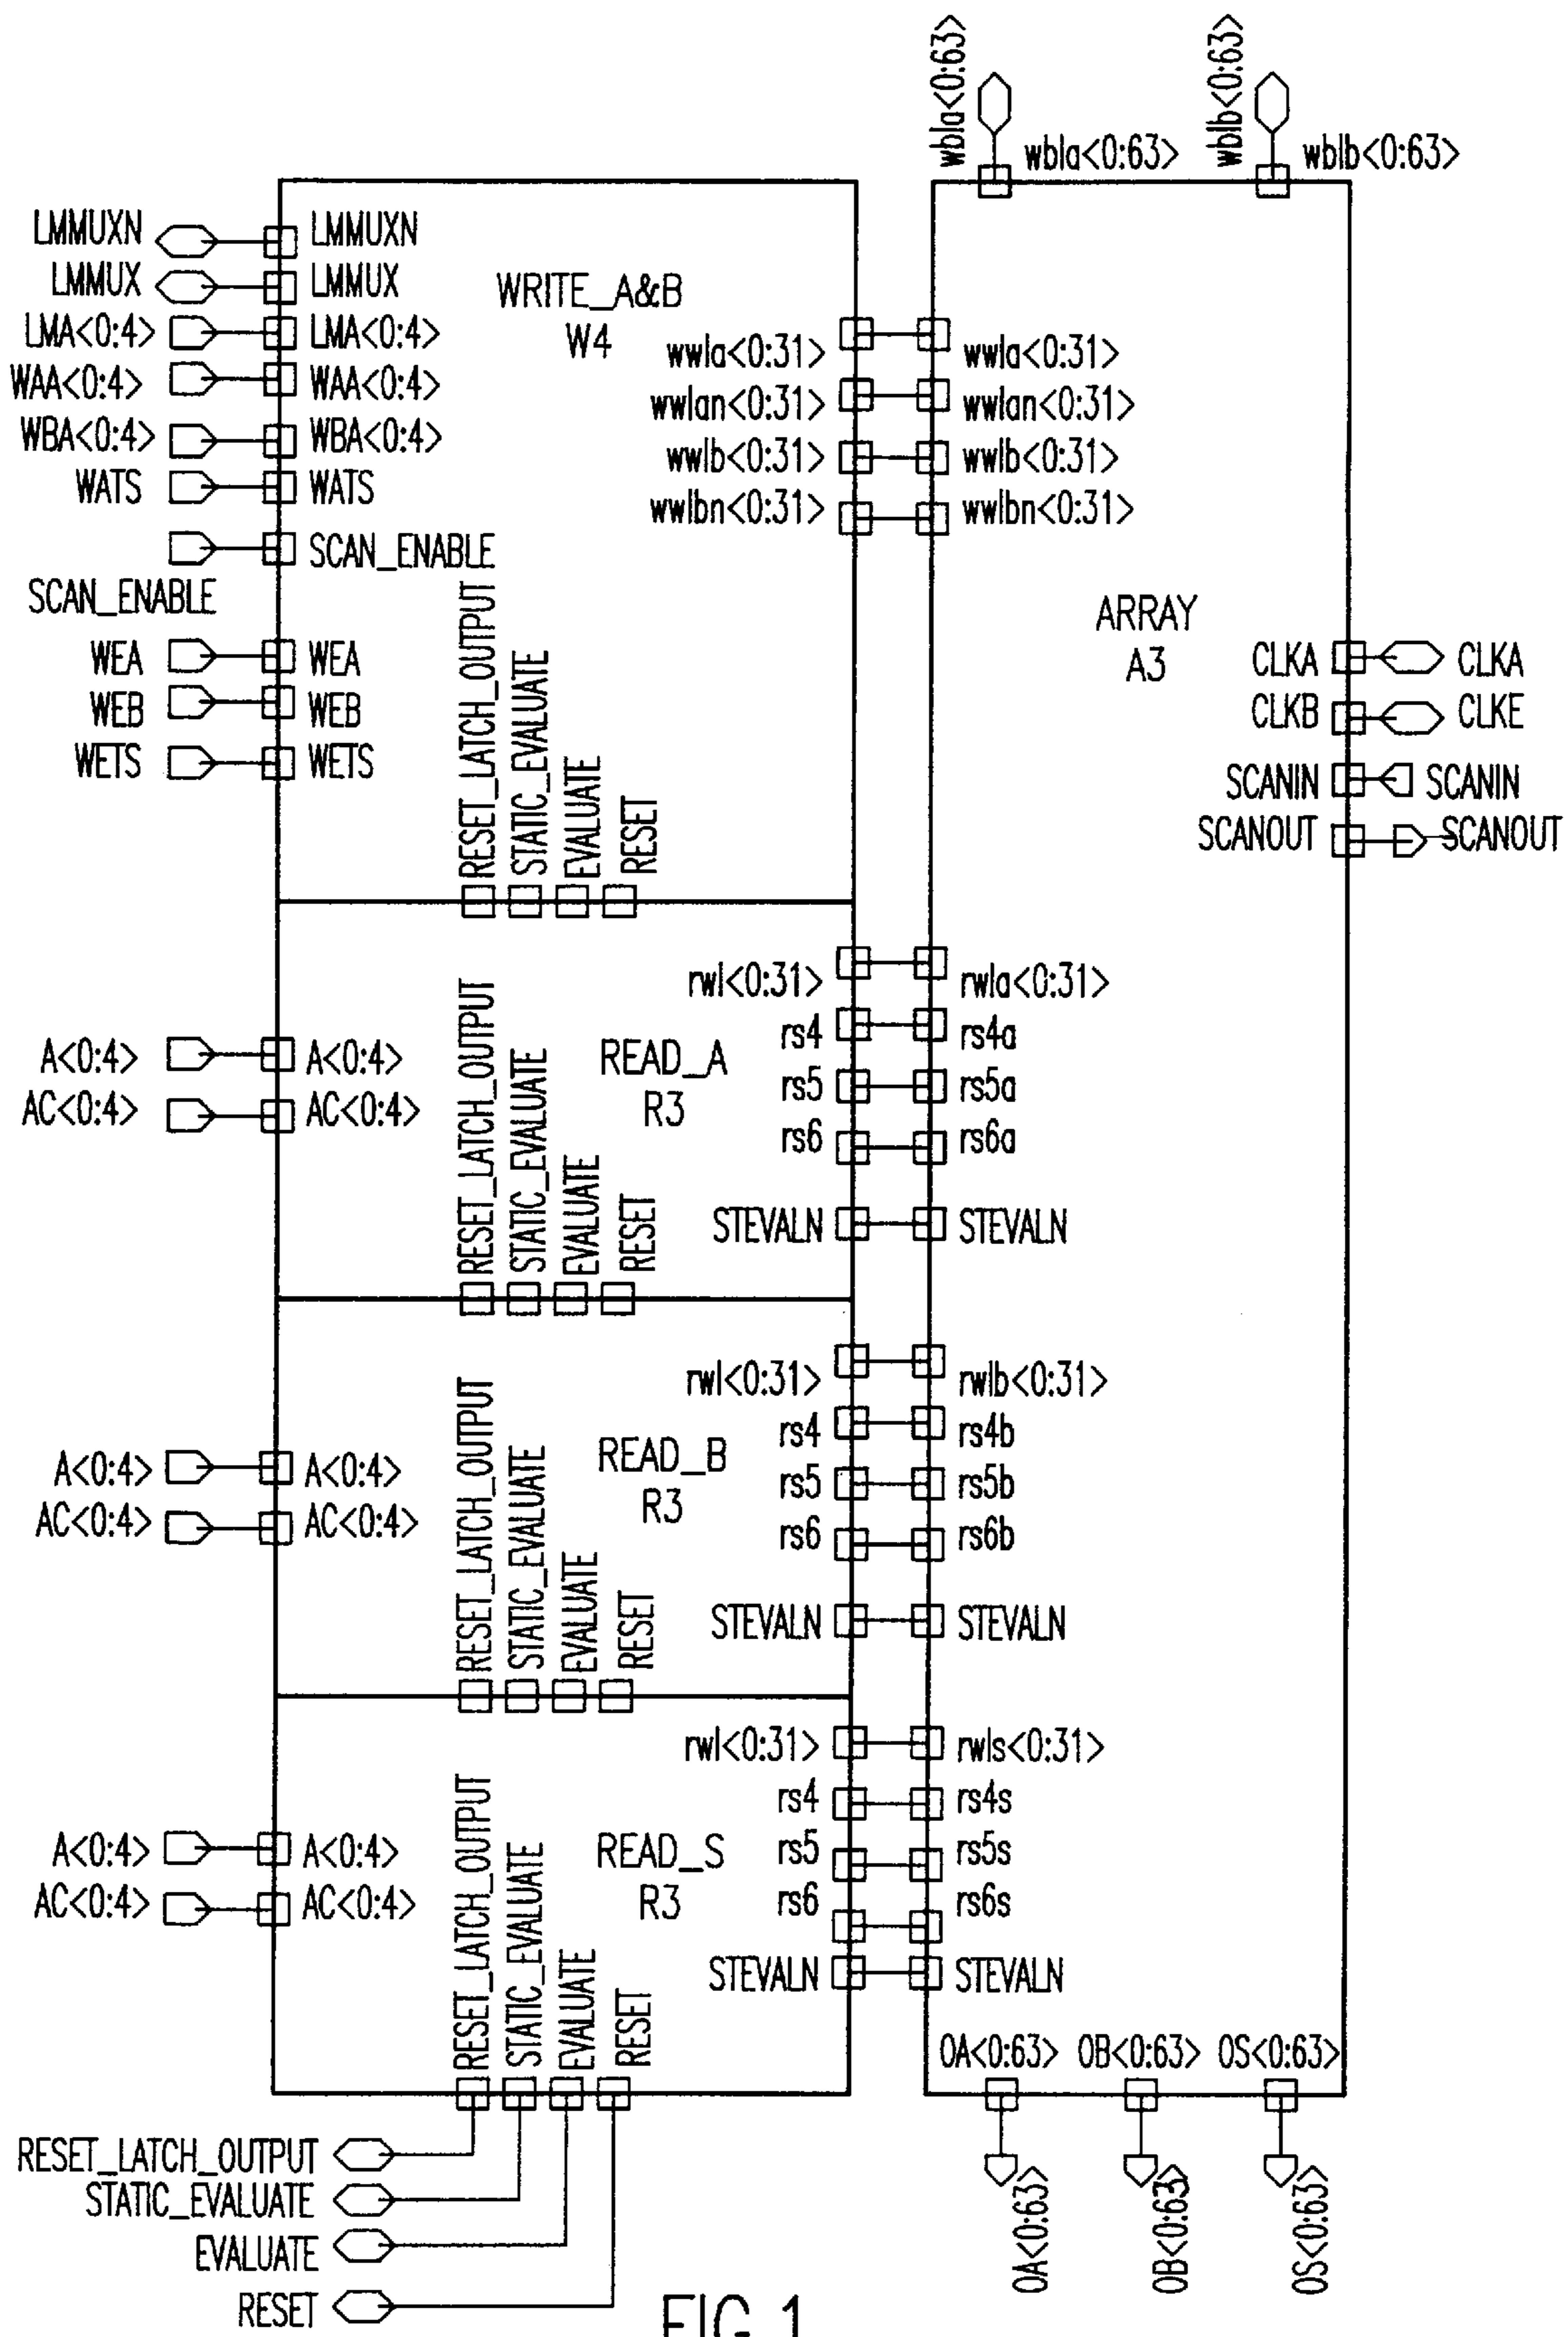 wbla<0:63>
wbla<0:63>
wblb<0:63>
wblb<0:63>
LMMUXN
LMMUXN
LMMUX
LMMUX
LMA<0:4>
LMA<0:4>
WAA<0:4>
WAA<0:4>
WBA<0:4>
WBA<0:4>
WATS
WATS
SCAN_ENABLE
SCAN_ENABLE
WEA
WEA
WEB
WEB
WETS
WETS
WRITE_A&B
W4
wwla<0:31>
wwla<0:31>
wwlan<0:31>
wwlan<0:31>
wwlb<0:31>
wwlb<0:31>
wwlbn<0:31>
wwlbn<0:31>
RESET_LATCH_OUTPUT
STATIC_EVALUATE
EVALUATE
RESET
ARRAY
A3
CLKA
CLKA
CLKB
CLKE
SCANIN
SCANIN
SCANOUT
SCANOUT
A<0:4>
A<0:4>
AC<0:4>
AC<0:4>
RESET_LATCH_OUTPUT
STATIC_EVALUATE
EVALUATE
RESET
READ_A
R3
rwl<0:31>
rwla<0:31>
rs4
rs4a
rs5
rs5a
rs6
rs6a
STEVALN
STEVALN
A<0:4>
A<0:4>
AC<0:4>
AC<0:4>
RESET_LATCH_OUTPUT
STATIC_EVALUATE
EVALUATE
RESET
READ_B
R3
rwl<0:31>
rwlb<0:31>
rs4
rs4b
rs5
rs5b
rs6
rs6b
STEVALN
STEVALN
A<0:4>
A<0:4>
AC<0:4>
AC<0:4>
RESET_LATCH_OUTPUT
STATIC_EVALUATE
EVALUATE
RESET
READ_S
R3
rwl<0:31>
rwls<0:31>
rs4
rs4s
rs5
rs5s
rs6
rs6s
STEVALN
STEVALN
OA<0:63>
OB<0:63>
OS<0:63>
OA<0:63>
OB<0:63>
OS<0:63>
RESET_LATCH_OUTPUT
STATIC_EVALUATE
EVALUATE
RESET
FIG. 1